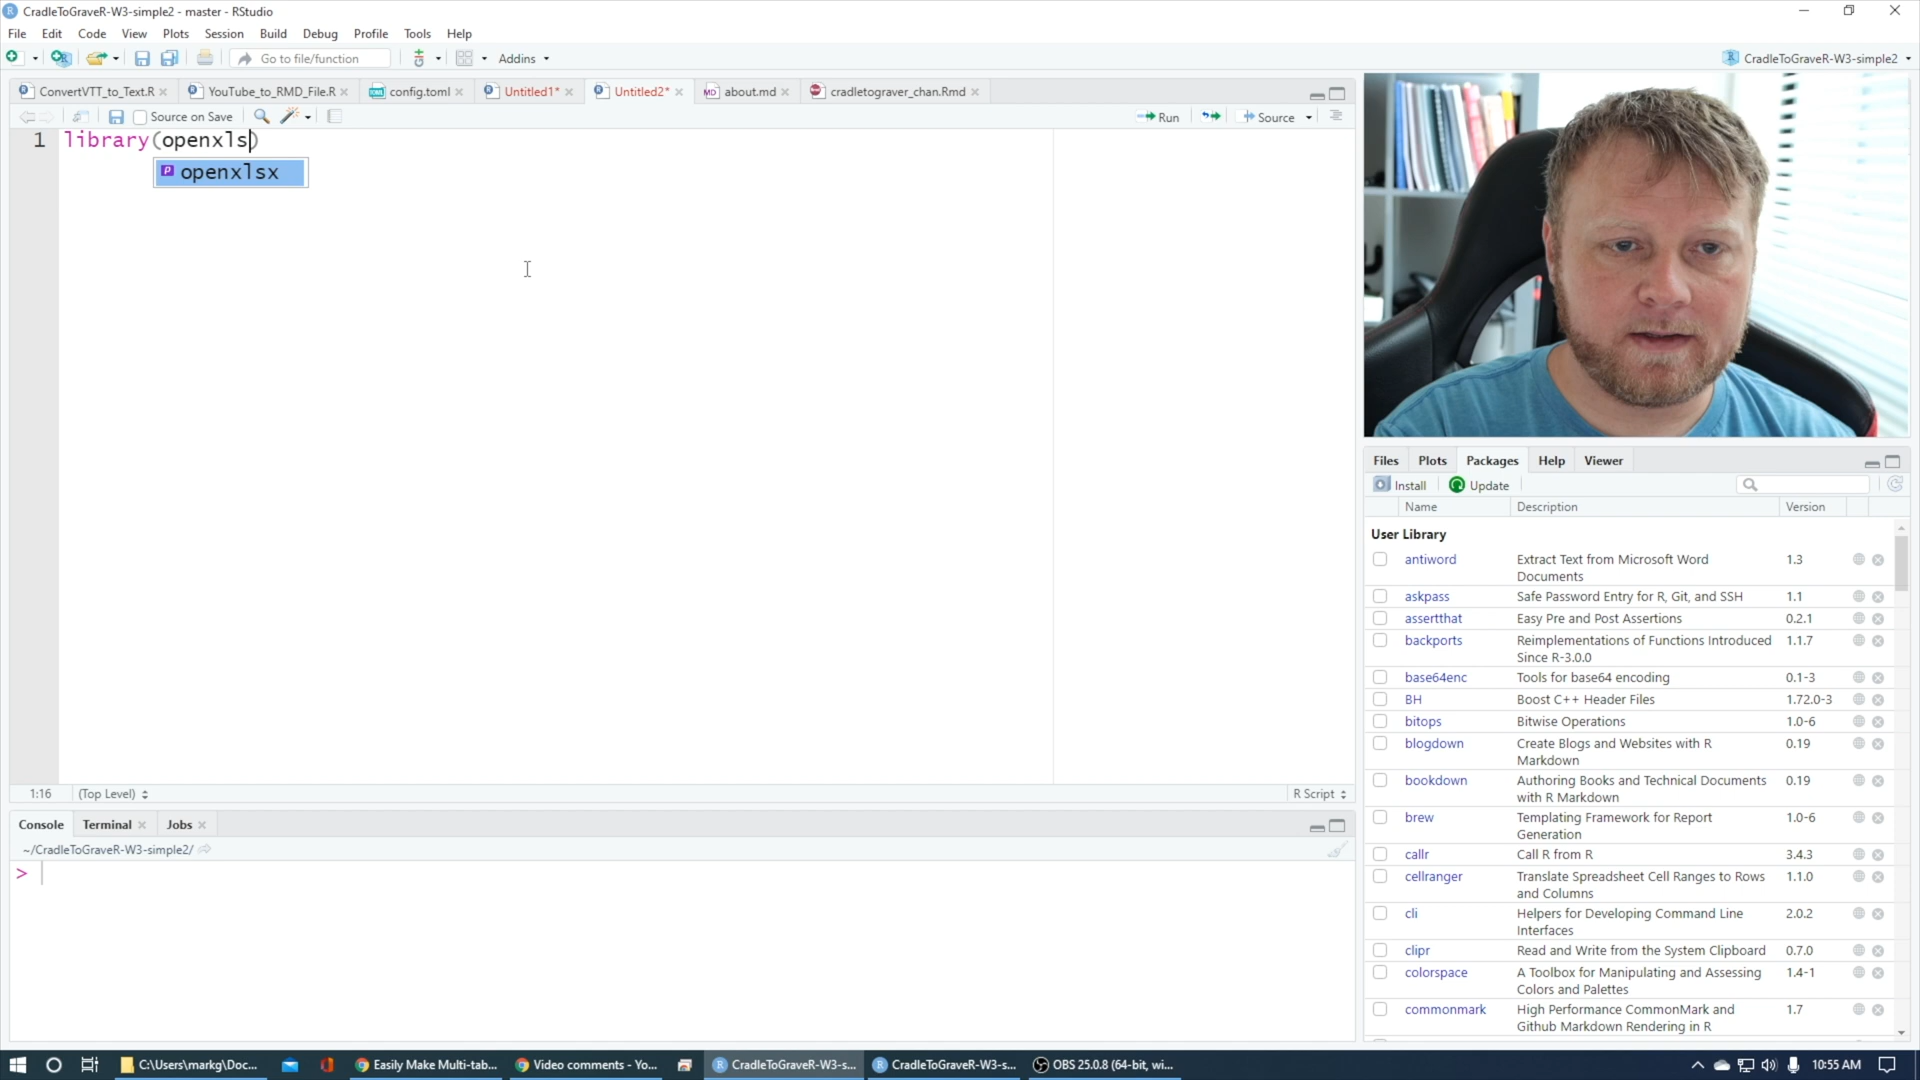 CradleToGraveR-W3-simple2 - master - RStudio
File Edit Code View Plots Session Build Debug Profile Tools Help
Go to file/function Addins CradleToGraveR-W3-simple2
ConvertVTT_to_Text.R YouTube_to_RMD_File.R config.toml Untitled1* Untitled2* about.md cradletograver_chan.Rmd
Source on Save Run Source
1 library(openxls)
openxlsx
1:16 (Top Level) R Script
Console Terminal Jobs
~/CradleToGraveR-W3-simple2/
>
Files Plots Packages Help Viewer
Install Update
Name Description Version
User Library
antiword Extract Text from Microsoft Word 1.3
Documents
askpass Safe Password Entry for R, Git, and SSH 1.1
assertthat Easy Pre and Post Assertions 0.2.1
backports Reimplementations of Functions Introduced 1.1.7
Since R-3.0.0
base64enc Tools for base64 encoding 0.1-3
BH Boost C++ Header Files 1.72.0-3
bitops Bitwise Operations 1.0-6
blogdown Create Blogs and Websites with R 0.19
Markdown
bookdown Authoring Books and Technical Documents 0.19
with R Markdown
brew Templating Framework for Report 1.0-6
Generation
callr Call R from R 3.4.3
cellranger Translate Spreadsheet Cell Ranges to Rows 1.1.0
and Columns
cli Helpers for Developing Command Line 2.0.2
Interfaces
clipr Read and Write from the System Clipboard 0.7.0
colorspace A Toolbox for Manipulating and Assessing 1.4-1
Colors and Palettes
commonmark High Performance CommonMark and 1.7
Github Markdown Rendering in R
C:\Users\markg\Doc... Easily Make Multi-tab... Video comments - Yo... CradleToGraveR-W3-s... CradleToGraveR-W3-s... OBS 25.0.8 (64-bit, wi... 10:55 AM